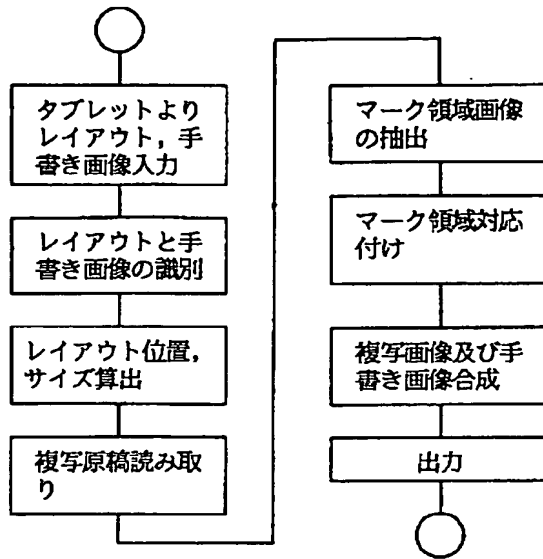 タブレットより
レイアウト，手
書き画像入力
レイアウトと手
書き画像の識別
レイアウト位置，
サイズ算出
複写原稿読み取
り
マーク領域画像
の抽出
マーク領域対応
付け
複写画像及び手
書き画像合成
出力